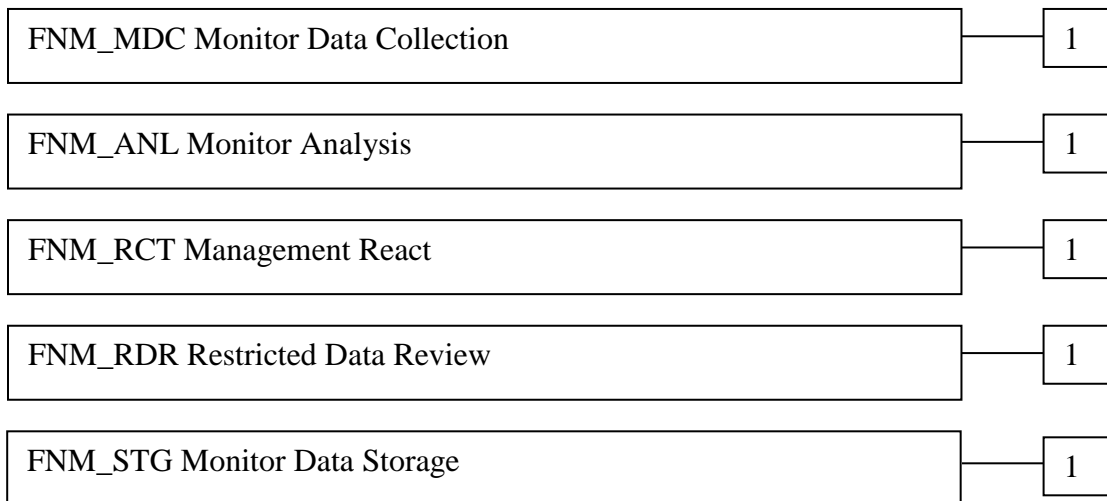 FNM_MDC Monitor Data Collection 1
FNM_ANL Monitor Analysis 1
FNM_RCT Management React 1
FNM_RDR Restricted Data Review 1
FNM_STG Monitor Data Storage 1